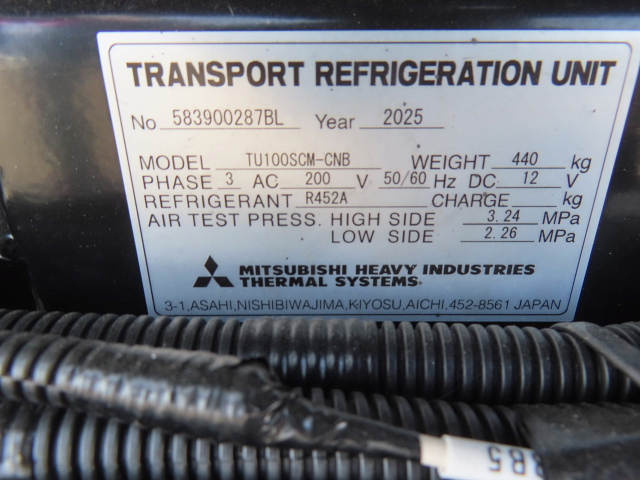 TRANSPORT REFRIGERATION UNIT
No 583900287BL Year 2025
MODEL TU100SCM-CNB WEIGHT 440 kg
PHASE 3 AC 200 V 50/60 Hz DC 12 V
REFRIGERANT R452A CHARGE kg
AIR TEST PRESS. HIGH SIDE 3.24 MPa
LOW SIDE 2.26 MPa
MITSUBISHI HEAVY INDUSTRIES
THERMAL SYSTEMS.
3-1,ASAHI,NISHIBIWAJIMA,KIYOSU,AICHI,452-8561 JAPAN